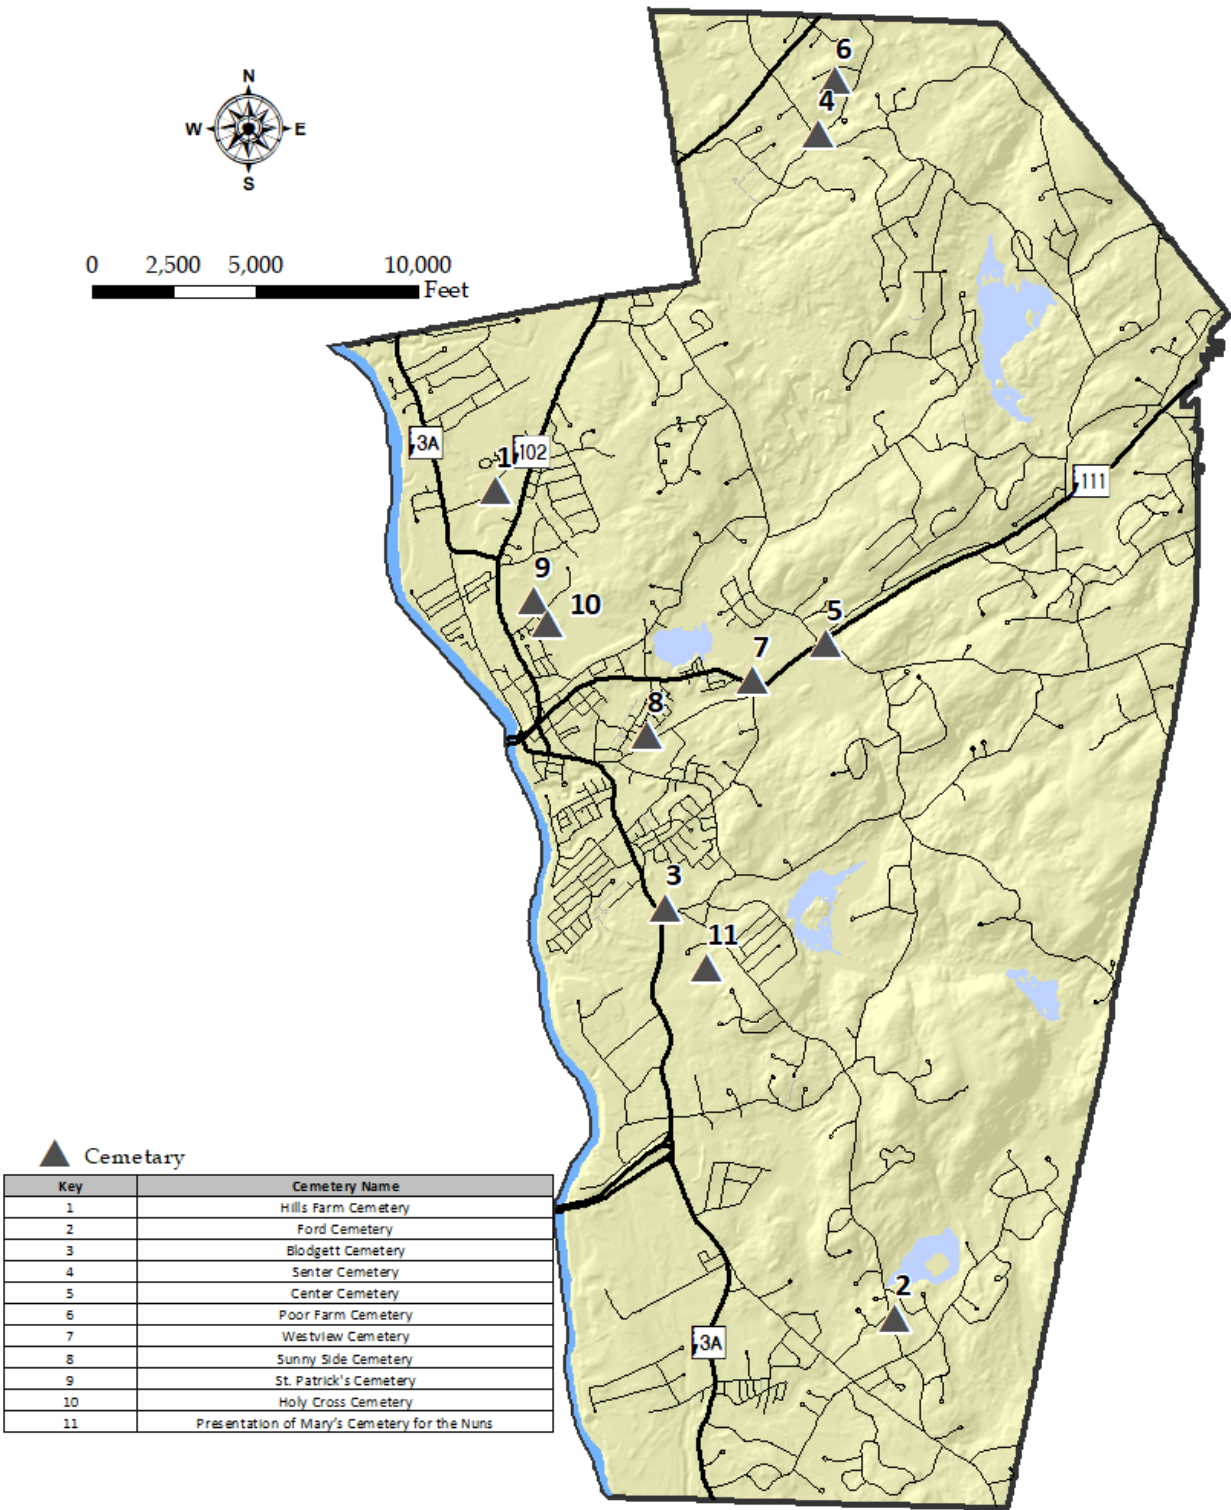 6
N
4
W E
S
0 2,500 5,000 10,000
Feet
3A
102
1
111
9
10
5
7
8
3
11
Cemetary
Key Cemetery Name
1 Hills Farm Cemetery
2 Ford Cemetery
3 Blodgett Cemetery
4 Senter Cemetery
5 Center Cemetery
6 Poor Farm Cemetery
7 Westview Cemetery
8 Sunny Side Cemetery
9 St. Patrick's Cemetery
10 Holy Cross Cemetery
11 Presentation of Mary's Cemetery for the Nuns
2
3A